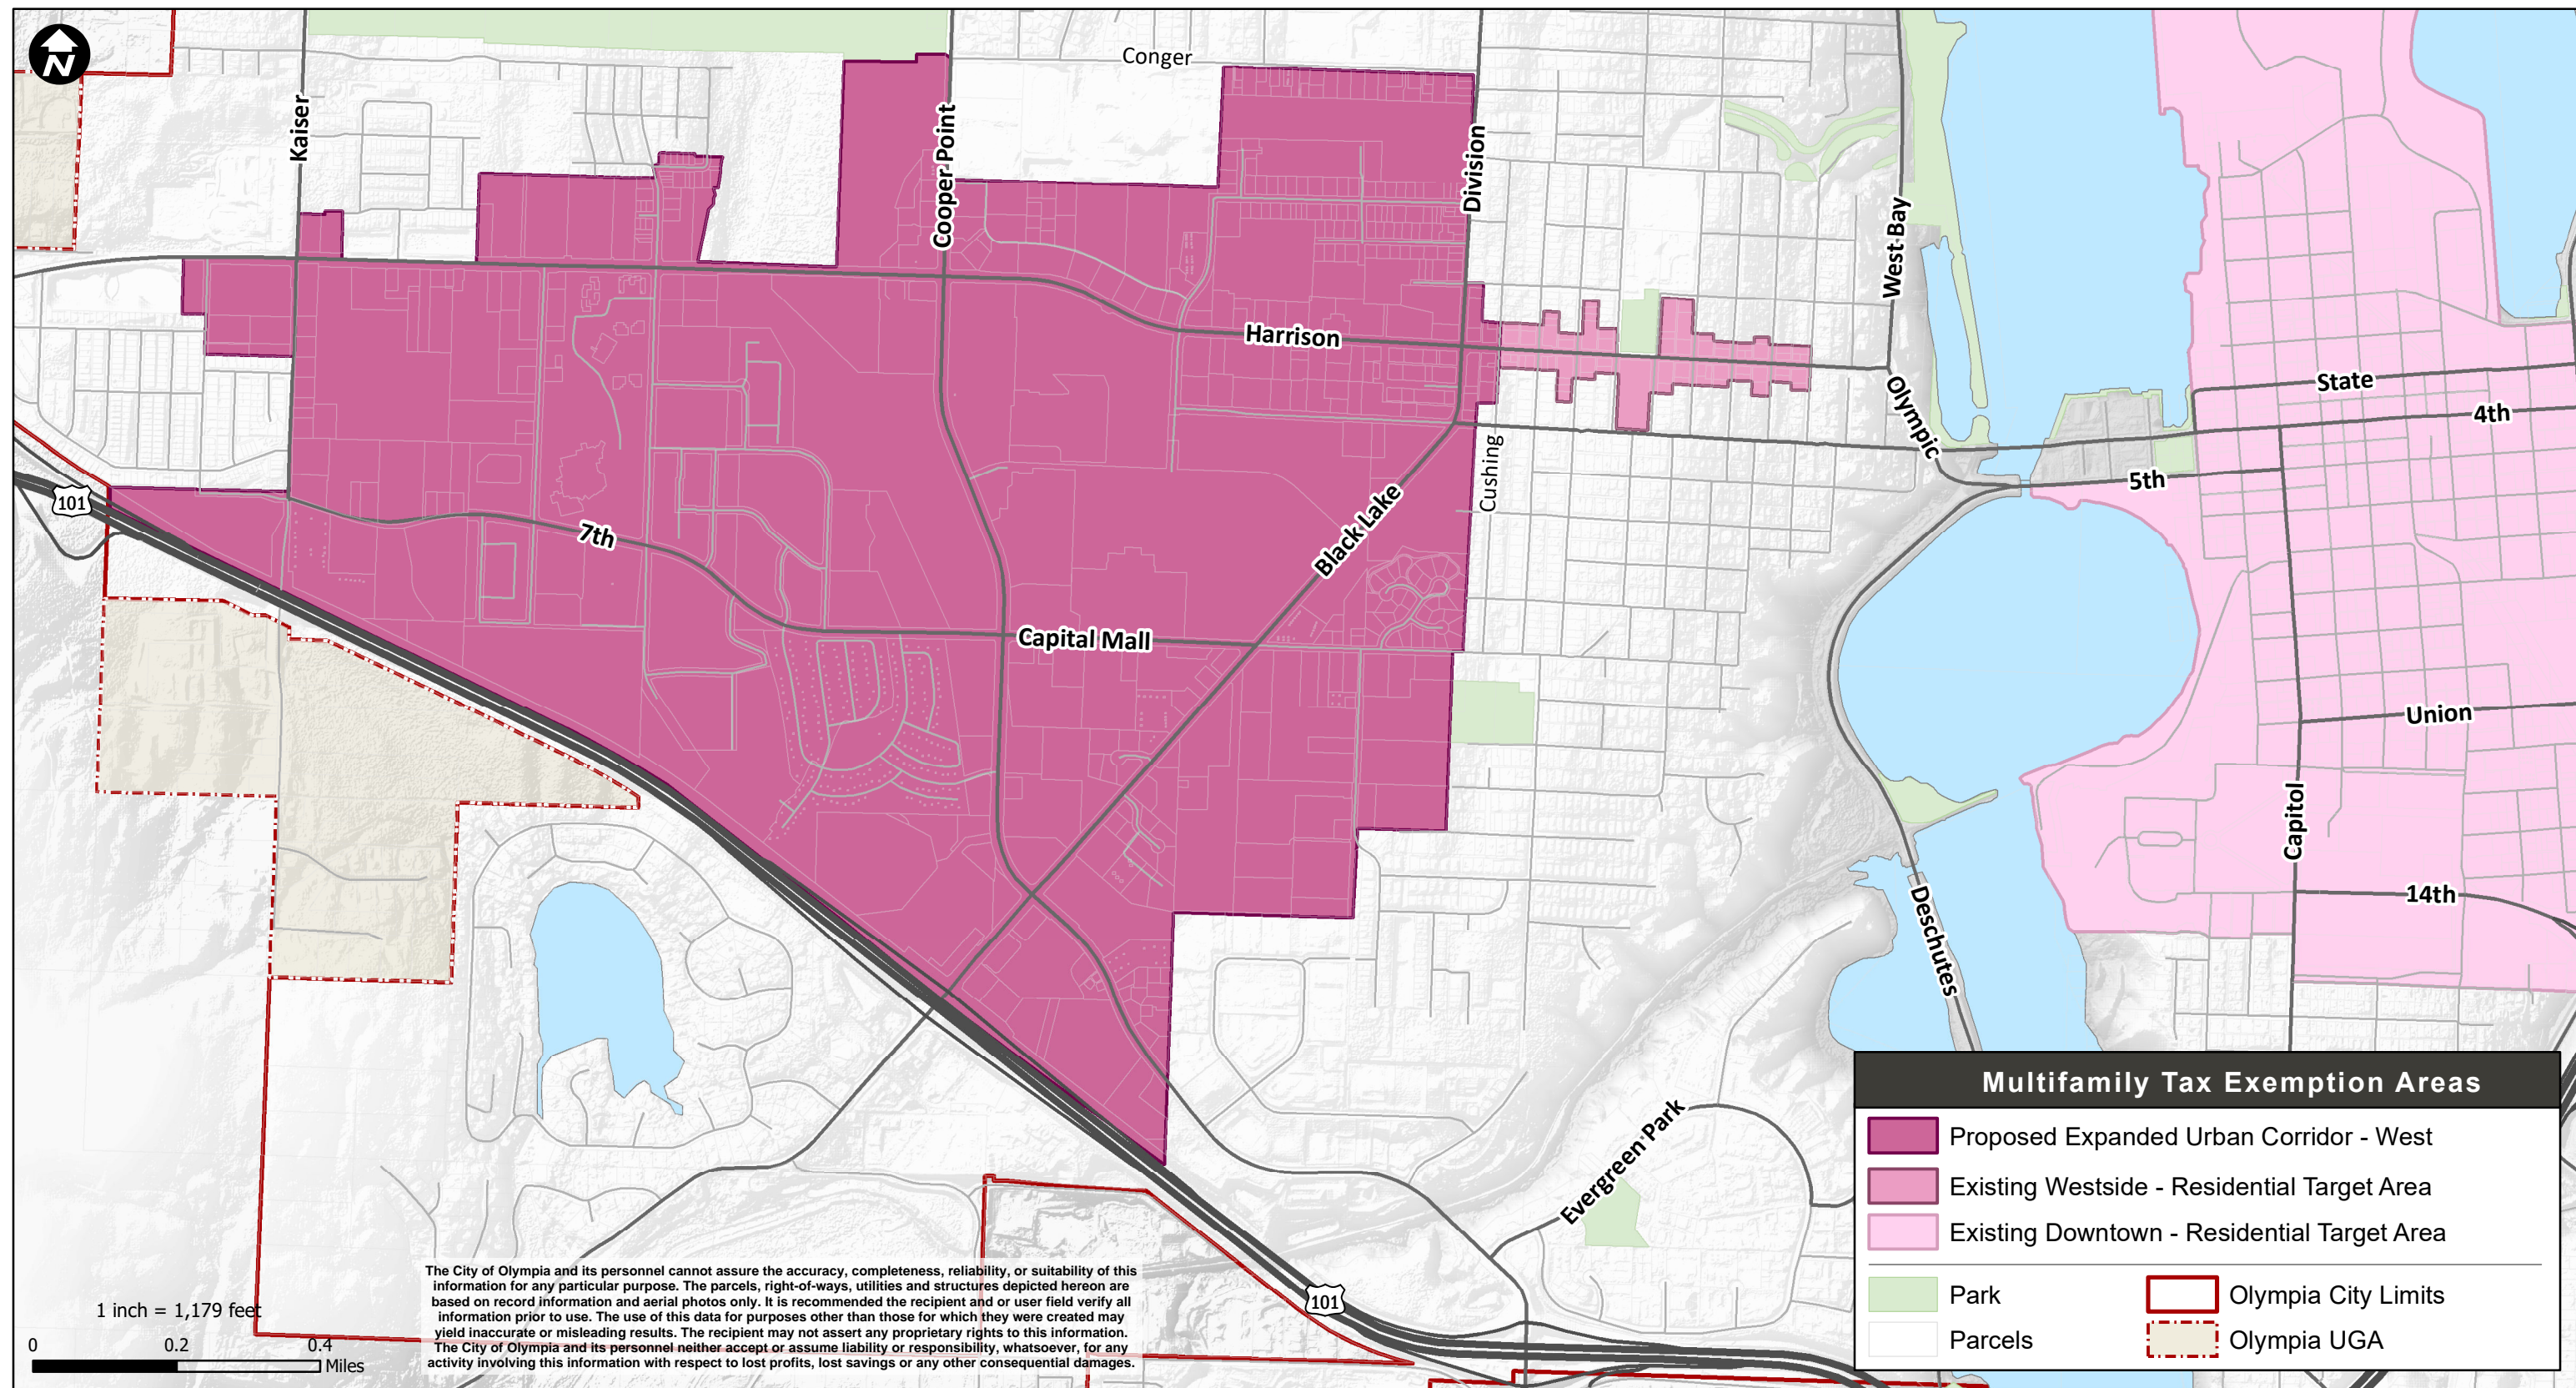 N
Conger
Kaiser
Cooper Point
Division
West Bay
Harrison
Olympic
State
4th
5th
Cushing
101
7th
Black Lake
Capital Mall
Union
Capitol
14th
Deschutes
Evergreen Park
101
Multifamily Tax Exemption Areas
Proposed Expanded Urban Corridor - West
Existing Westside - Residential Target Area
Existing Downtown - Residential Target Area
Park
Olympia City Limits
Parcels
Olympia UGA
The City of Olympia and its personnel cannot assure the accuracy, completeness, reliability, or suitability of this
information for any particular purpose. The parcels, right-of-ways, utilities and structures depicted hereon are
based on record information and aerial photos only. It is recommended the recipient and or user field verify all
information prior to use. The use of this data for purposes other than those for which they were created may
yield inaccurate or misleading results. The recipient may not assert any proprietary rights to this information.
The City of Olympia and its personnel neither accept or assume liability or responsibility, whatsoever, for any
activity involving this information with respect to lost profits, lost savings or any other consequential damages.
1 inch = 1,179 feet
0 0.2 0.4
Miles